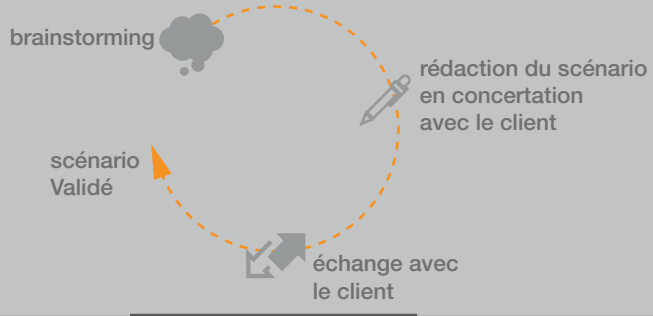 brainstorming
rédaction du scénario
en concertation
avec le client
échange avec
le client
scénario
Validé